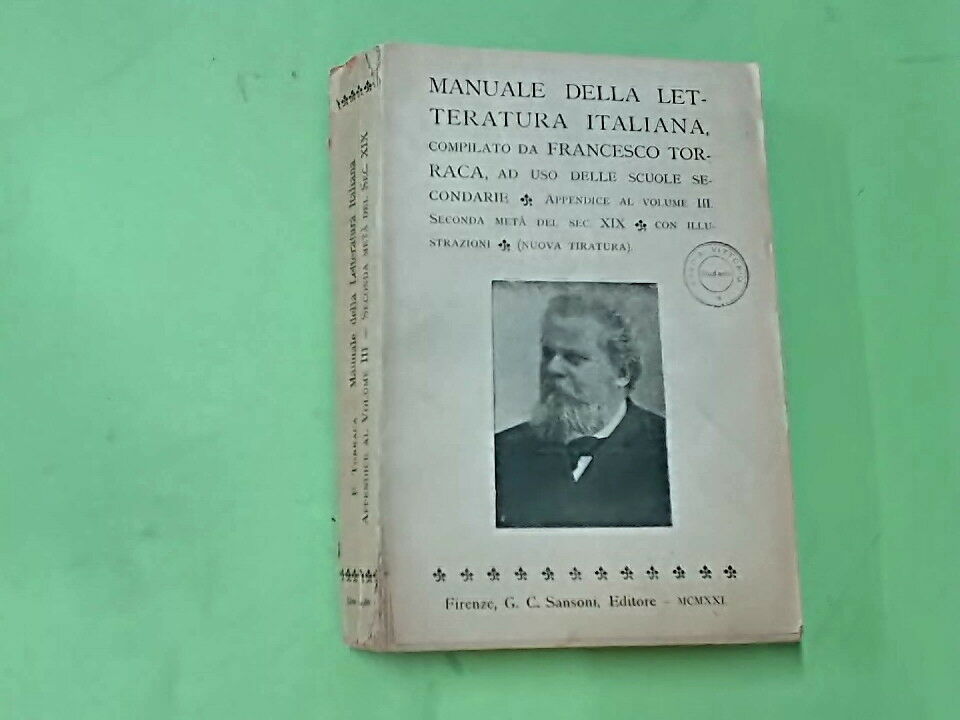 MANUALE DELLA LET-
TERATURA ITALIANA,
COMPILATO DA FRANCESCO TOR-
RACA, AD USO DELLE SCUOLE SE-
CONDARIE APPENDICE AL VOLUME III.
SECONDA METÀ DEL SEC. XIX CON ILLU-
STRAZIONI (NUOVA TIRATURA).
VITTORIO
Firenze, G. C. Sansoni, Editore – MCMXXI
F. TORRACA Manuale della Letteratura Italiana
APPENDICE AL VOLUME III – SECONDA METÀ DEL SEC. XIX